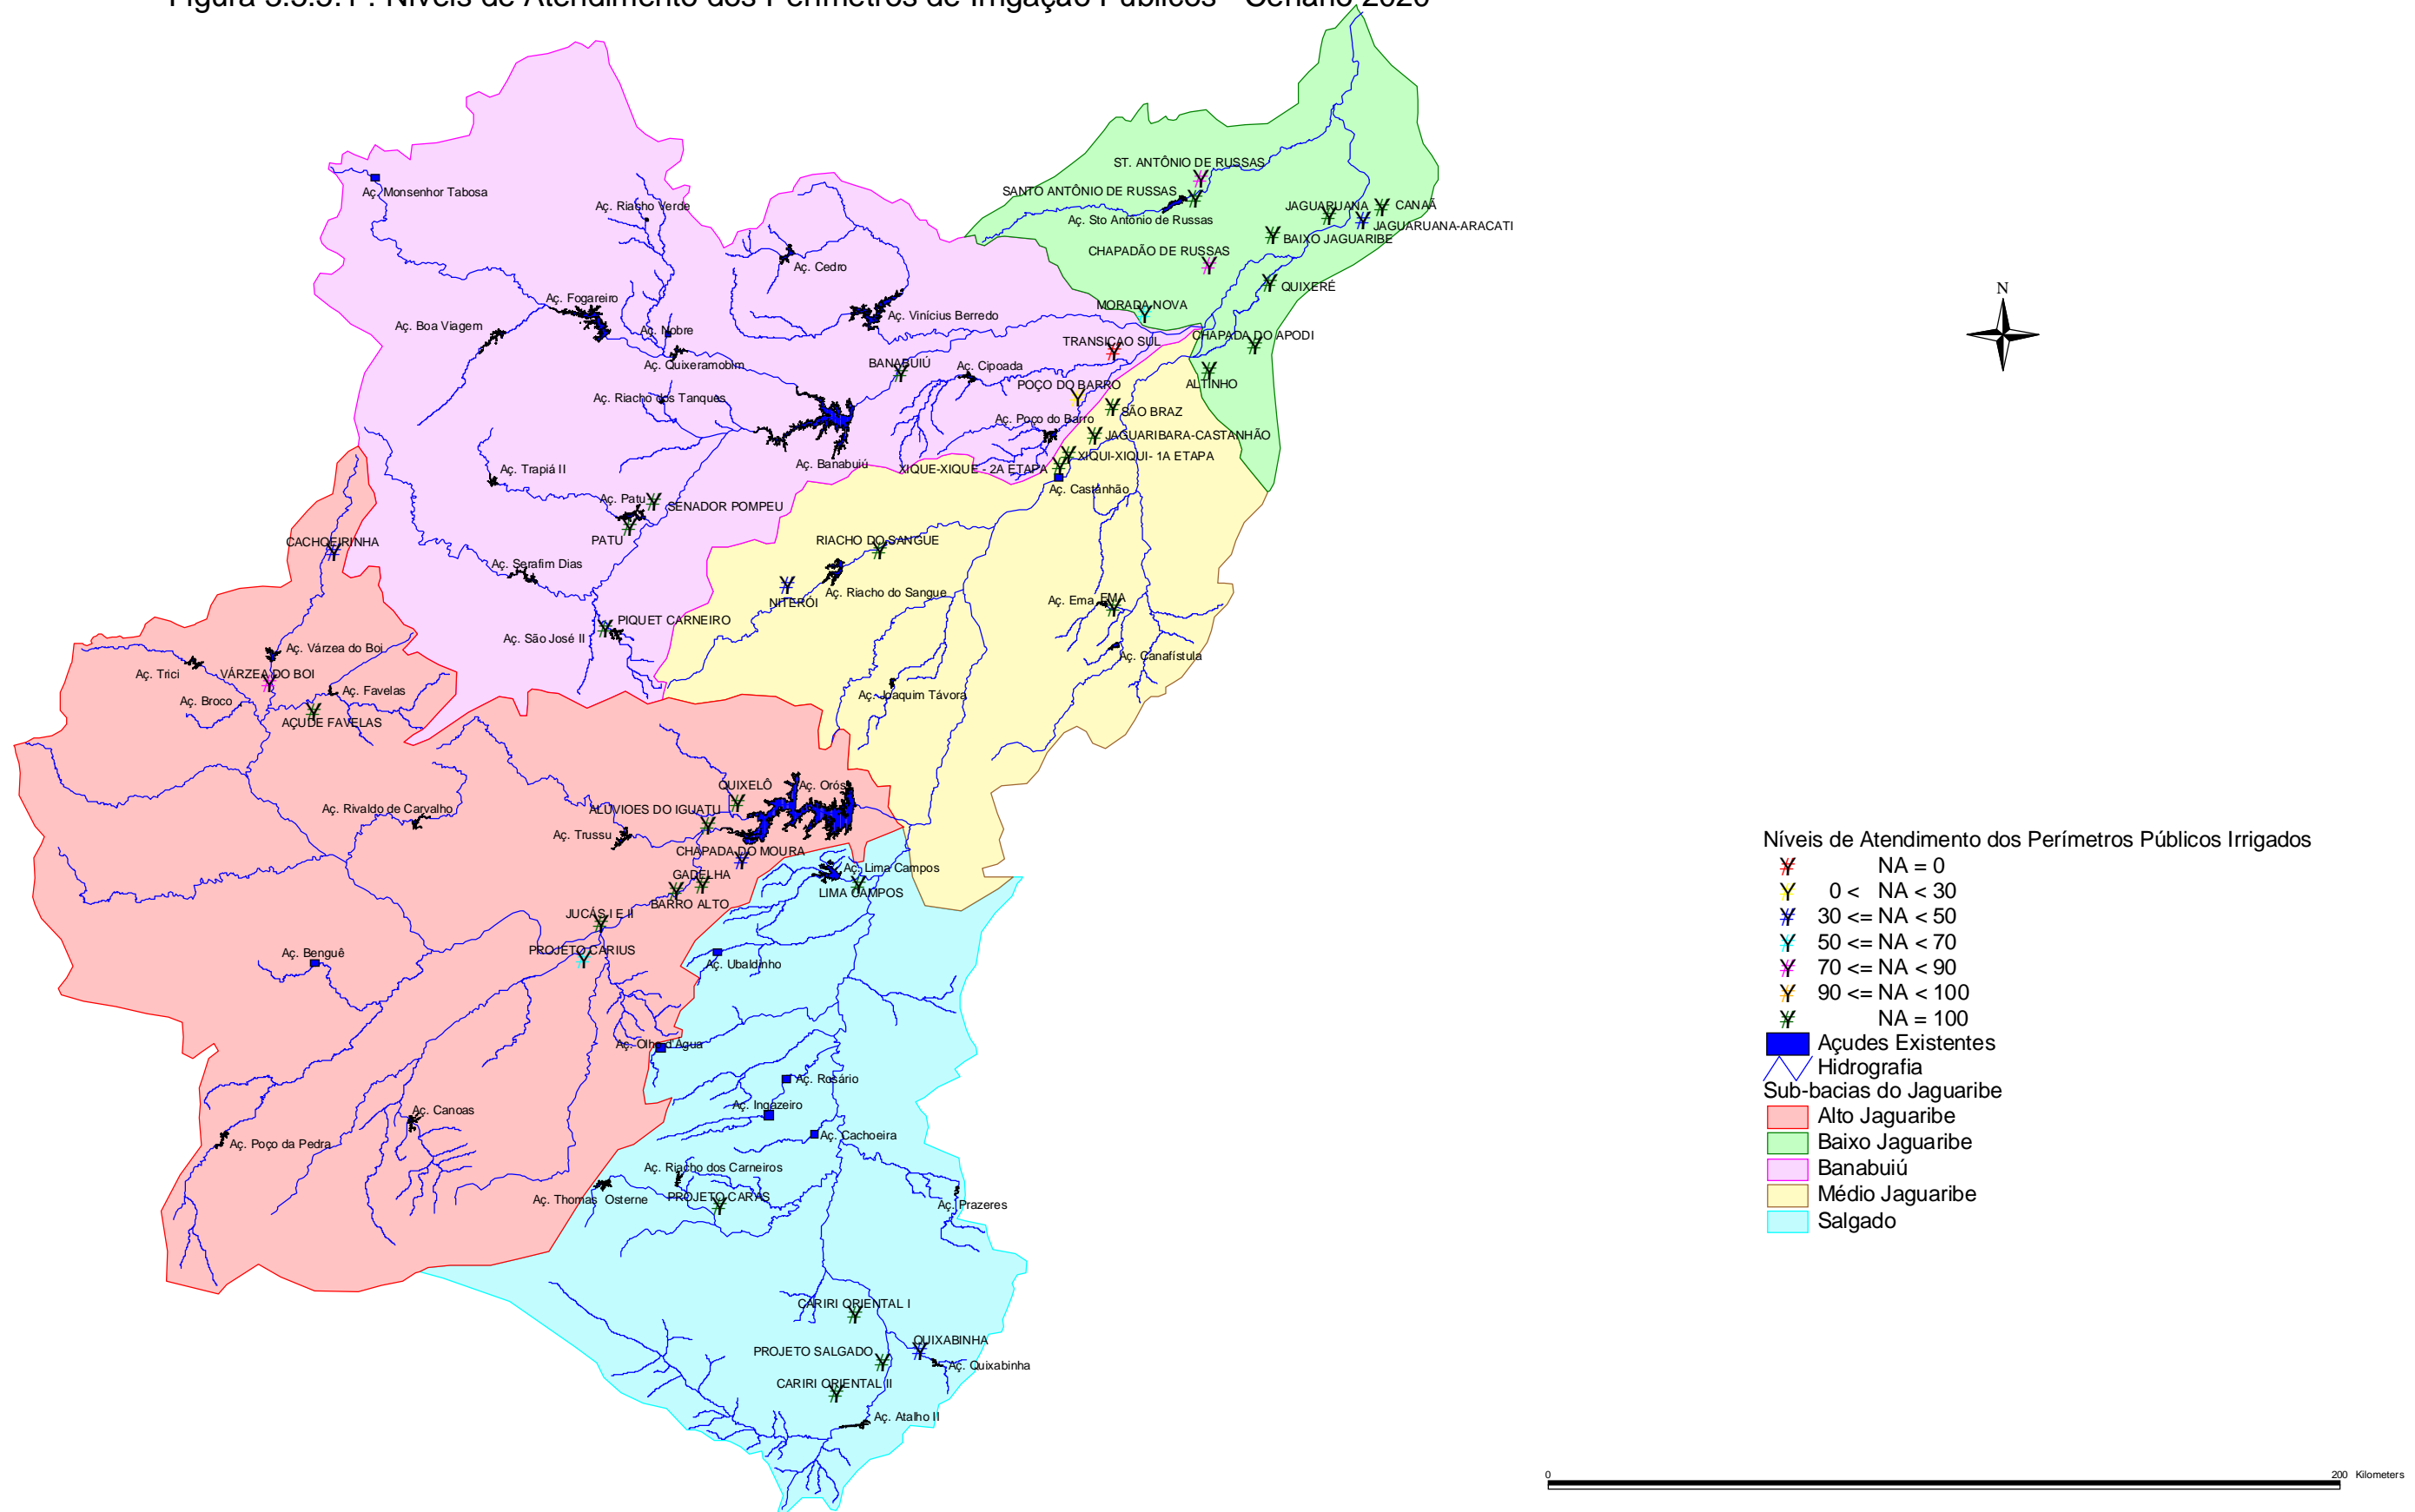 Figura 3.3.3.1 : Níveis de Atendimento dos Perímetros de Irrigação Públicos - Cenário 2020
Aç. Monsenhor Tabosa
Aç. Riacho Verde
Aç. Cedro
Aç. Fogareiro
Aç. Boa Viagem
Aç. Nobre
Aç. Quixeramobim
Aç. Vinícius Berredo
Aç. Riacho dos Tanques
BANABUIÚ
Aç. Cipoada
Aç. Banabuiú
Aç. Trapiá II
Aç. Patu
SENADOR POMPEU
PATU
Aç. Serafim Dias
PIQUET CARNEIRO
Aç. São José II
ST. ANTÔNIO DE RUSSAS
SANTO ANTÔNIO DE RUSSAS
Aç. Sto Antônio de Russas
JAGUARUANA
CANAÃ
JAGUARUANA-ARACATI
BAIXO JAGUARIBE
CHAPADÃO DE RUSSAS
QUIXERÉ
MORADA NOVA
CHAPADA DO APODI
TRANSIÇAO SUL
ALTINHO
POÇO DO BARRO
SÃO BRAZ
Aç. Poço do Barro
JAGUARIBARA-CASTANHÃO
XIQUI-XIQUI- 1A ETAPA
XIQUE-XIQUE - 2A ETAPA
Aç. Castanhão
RIACHO DO SANGUE
NITERÓI
Aç. Riacho do Sangue
Aç. Ema
EMA
Aç. Canafístula
Aç. Joaquim Távora
CACHOEIRINHA
Aç. Várzea do Boi
Aç. Trici
VÁRZEA DO BOI
Aç. Favelas
Aç. Broco
AÇUDE FAVELAS
Aç. Rivaldo de Carvalho
QUIXELÔ
Aç. Orós
ALUVIOES DO IGUATU
Aç. Trussu
CHAPADA DO MOURA
Aç. Lima Campos
GADELHA
LIMA CAMPOS
BARRO ALTO
JUCÁS I E II
PROJETO CARIUS
Aç. Benguê
Aç. Ubaldinho
Aç. Olho d'Água
Aç. Rosário
Aç. Ingazeiro
Aç. Canoas
Aç. Cachoeira
Aç. Poço da Pedra
Aç. Riacho dos Carneiros
Aç. Thomas Osterne
PROJETO CARAS
Aç. Prazeres
CARIRI ORIENTAL I
QUIXABINHA
PROJETO SALGADO
Aç. Quixabinha
CARIRI ORIENTAL II
Aç. Atalho II
N
Níveis de Atendimento dos Perímetros Públicos Irrigados
NA = 0
0 < NA < 30
30 <= NA < 50
50 <= NA < 70
70 <= NA < 90
90 <= NA < 100
NA = 100
Açudes Existentes
Hidrografia
Sub-bacias do Jaguaribe
Alto Jaguaribe
Baixo Jaguaribe
Banabuiú
Médio Jaguaribe
Salgado
0 200 Kilometers